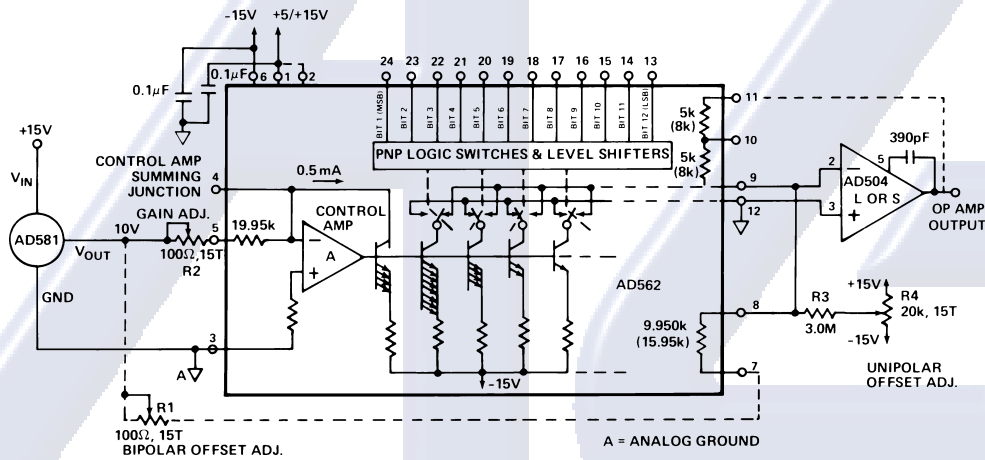 -15V
+5/+15V
0.1μF
0.1μF
6
1
2
24
23
22
21
20
19
18
17
16
15
14
13
BIT 1 (MSB)
BIT 2
BIT 3
BIT 4
BIT 5
BIT 6
BIT 7
BIT 8
BIT 9
BIT 10
BIT 11
BIT 12 (LSB)
PNP LOGIC SWITCHES & LEVEL SHIFTERS
5k
(8k)
11
10
5k
(8k)
390pF
+15V
VIN
CONTROL AMP
SUMMING
JUNCTION
4
0.5mA
9
12
2
3
5
−
+
AD504
L OR S
OP AMP
OUTPUT
GAIN ADJ.
5
19.95k
CONTROL
AMP
−
+
A
AD581
10V
VOUT
100Ω,15T
R2
AD562
GND
3
A
9.950k
(15.95k)
8
7
R3
3.0M
+15V
R4
20k, 15T
-15V
-15V
UNIPOLAR
OFFSET ADJ.
R1
100Ω, 15T
BIPOLAR OFFSET ADJ.
A = ANALOG GROUND